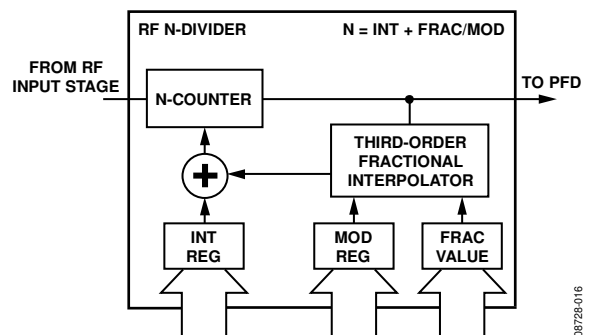 RF N-DIVIDER
N = INT + FRAC/MOD
FROM RF
INPUT STAGE
TO PFD
N-COUNTER
THIRD-ORDER
FRACTIONAL
INTERPOLATOR
+
INT
REG
MOD
REG
FRAC
VALUE
08728-016